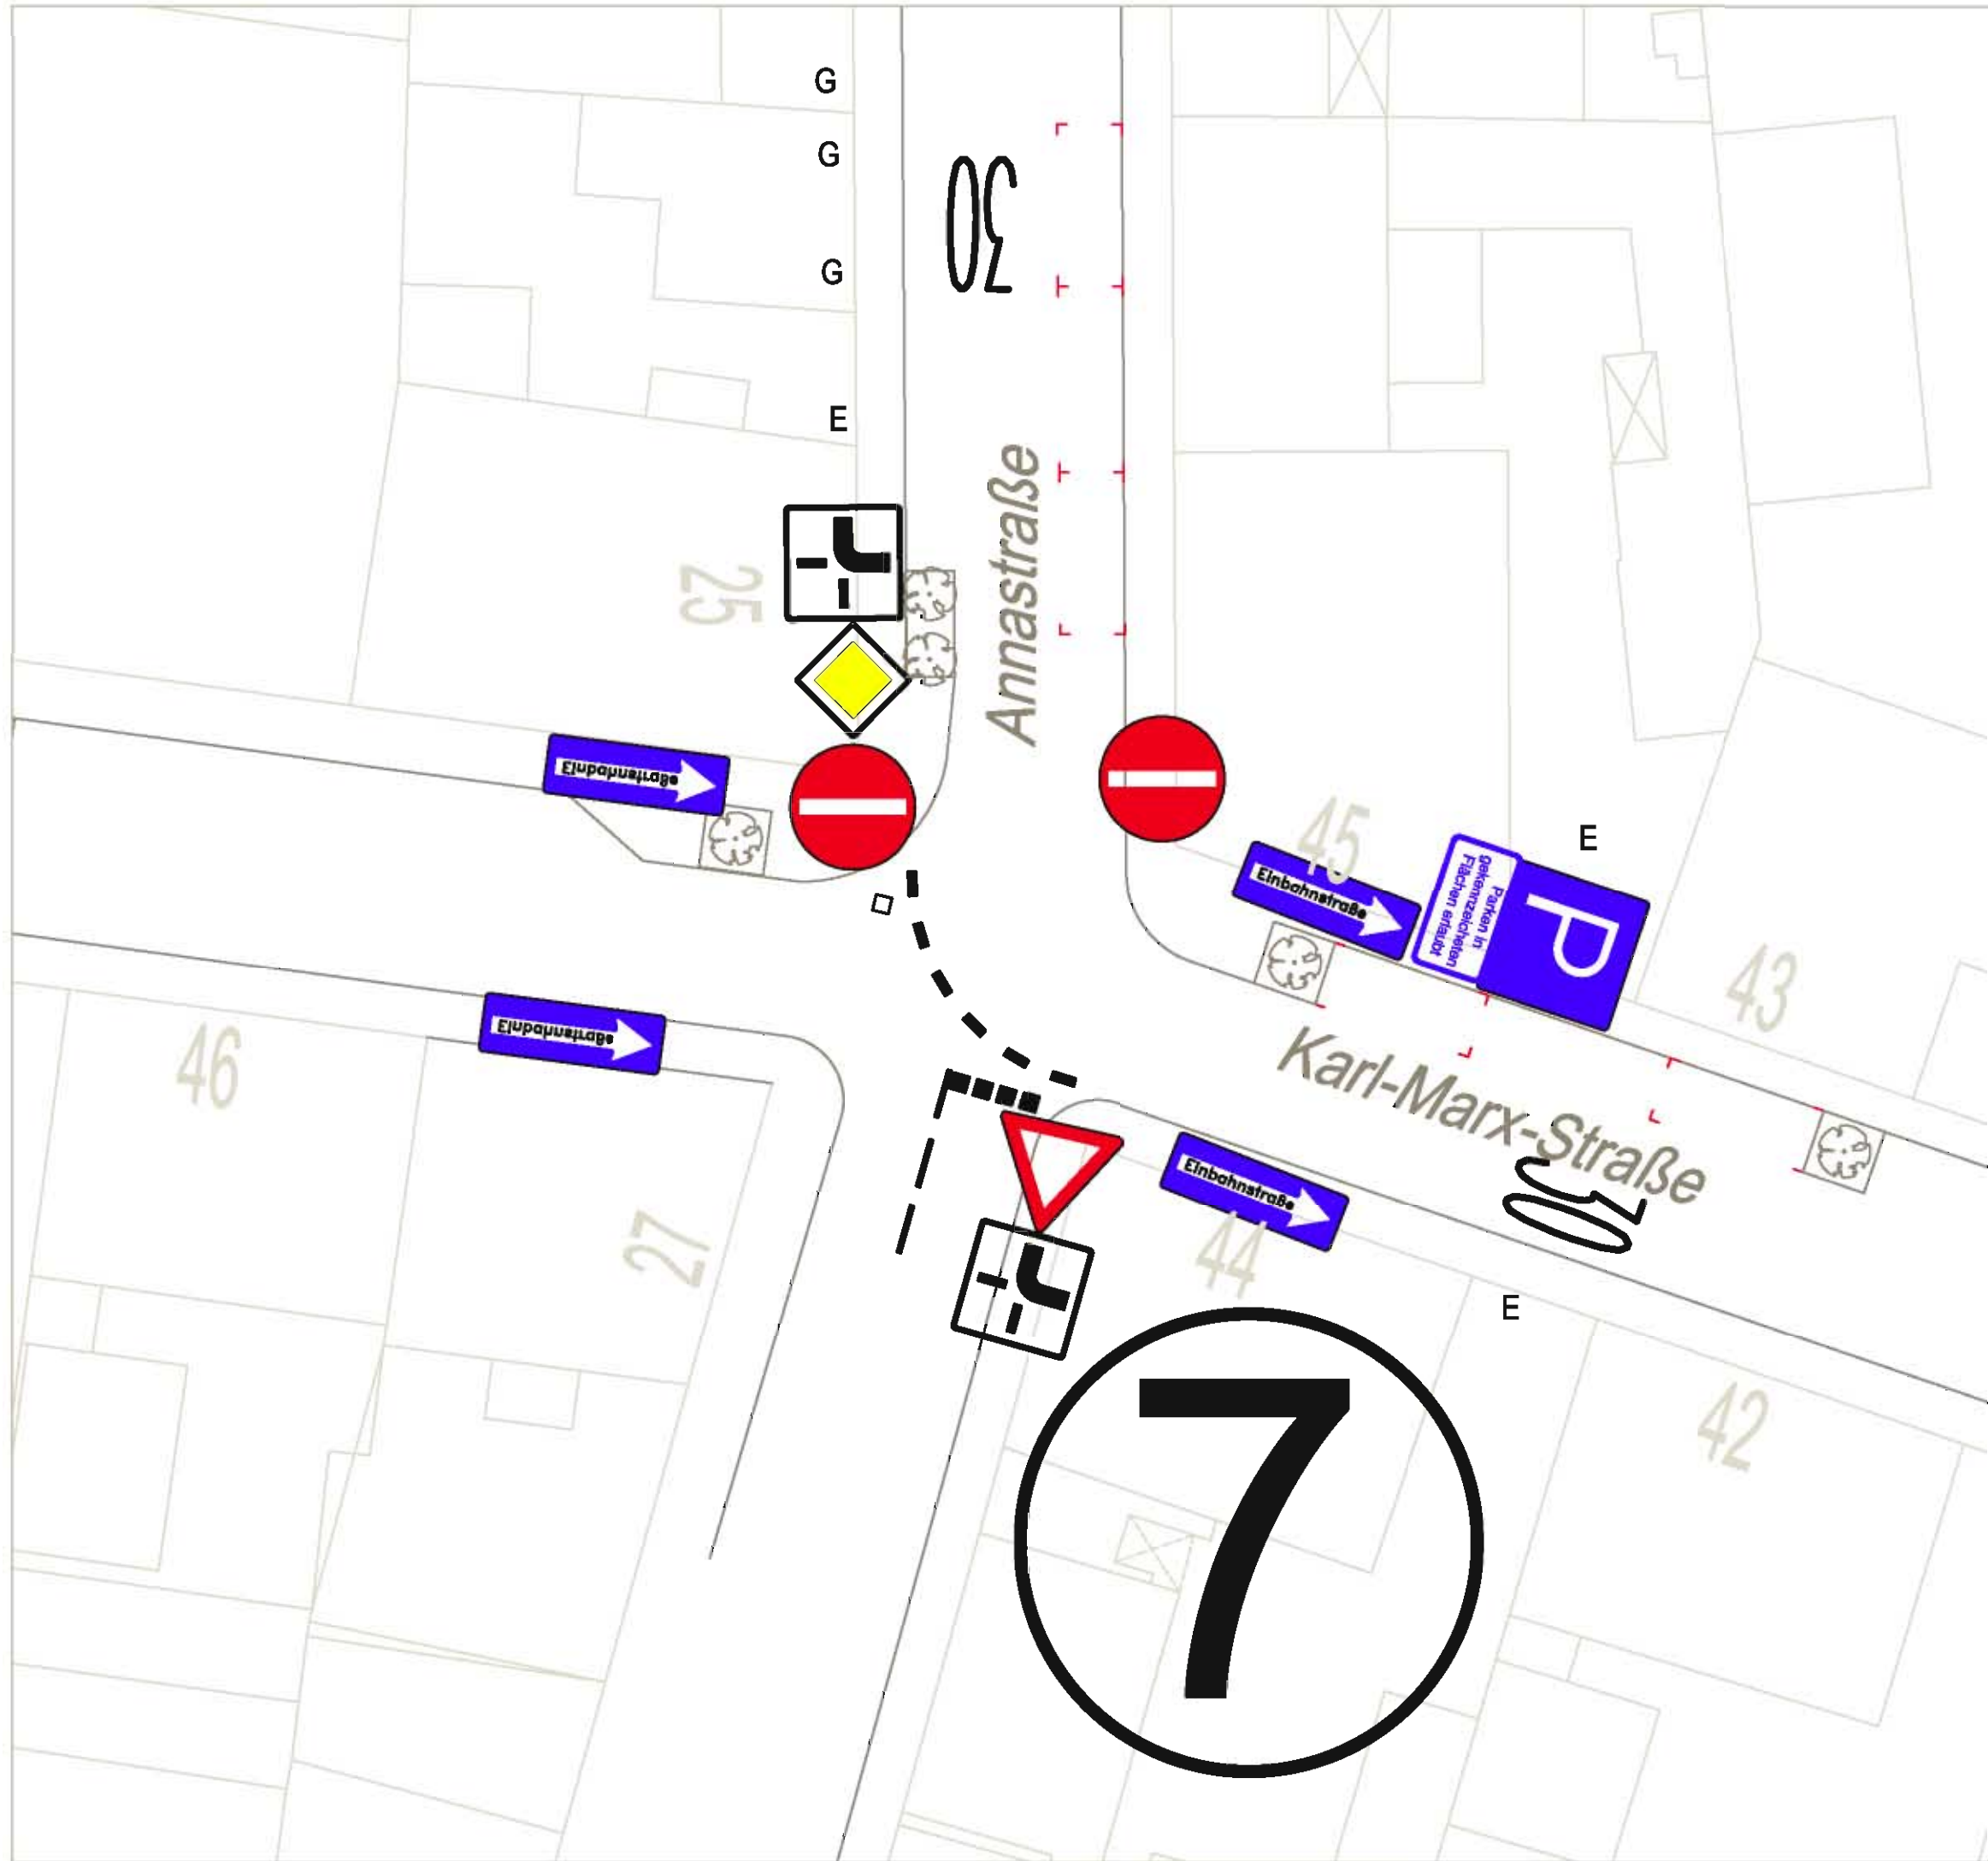 G
G
30
G
E
Annastraße
25
Einbahnstraße
Einbahnstraße
45
Parken in
gekennzeicheten
Flächen erlaubt
P
E
43
46
Einbahnstraße
Karl-Marx-Straße
30
27
Einbahnstraße
44
E
7
42